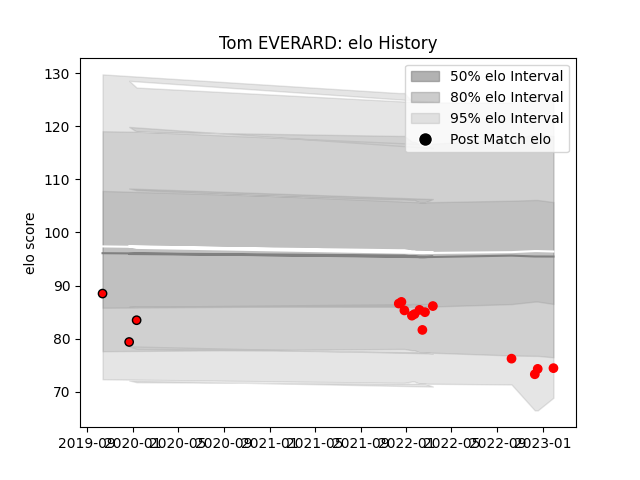 Tom EVERARD: elo History
50% elo Interval
80% elo Interval
95% elo Interval
Post Match elo
elo score
130
120
110
100
90
80
70
2019-09 2020-01 2020-05 2020-09 2021-01 2021-05 2021-09 2022-01 2022-05 2022-09 2023-01